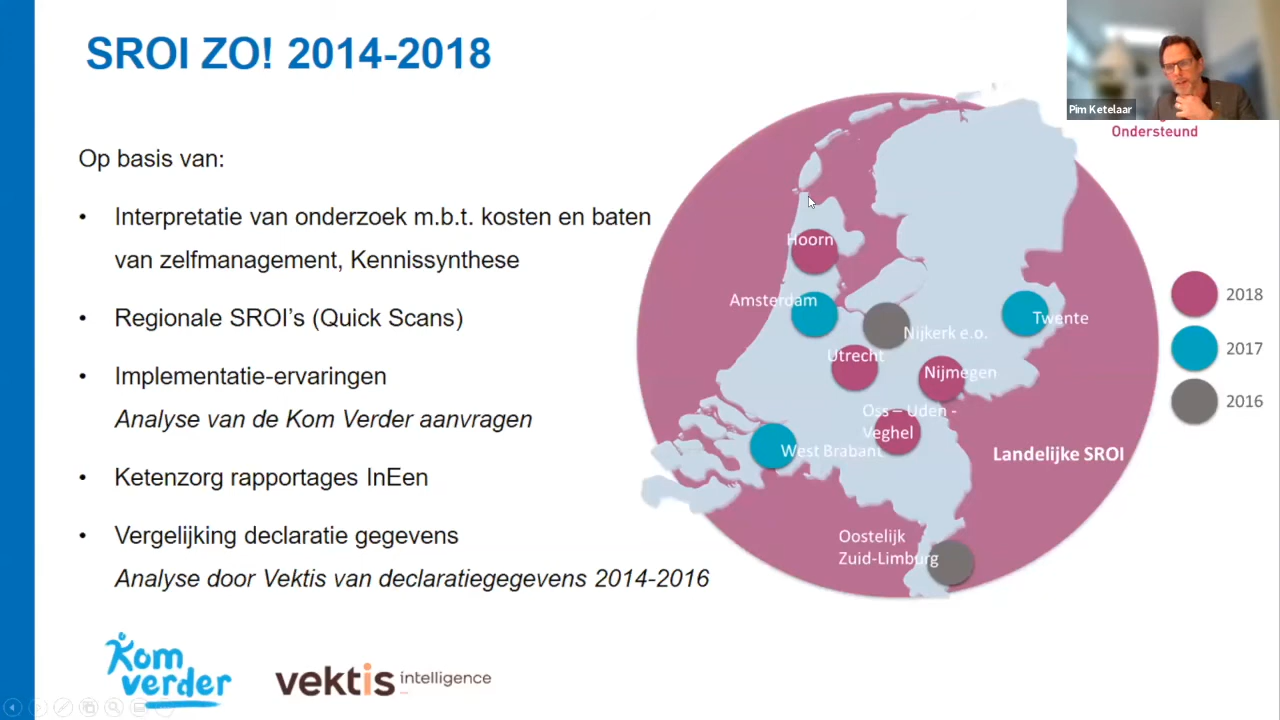 SROI ZO! 2014-2018
Pim Ketelaar
Ondersteund
Op basis van:
• Interpretatie van onderzoek m.b.t. kosten en baten
van zelfmanagement, Kennissynthese
• Regionale SROI's (Quick Scans)
• Implementatie-ervaringen
Analyse van de Kom Verder aanvragen
• Ketenzorg rapportages InEen
• Vergelijking declaratie gegevens
Analyse door Vektis van declaratiegegevens 2014-2016
Hoorn
Amsterdam
Nijkerk e.o.
Twente
Utrecht
Nijmegen
Oss – Uden -
Veghel
West Brabant
Landelijke SROI
Oostelijk
Zuid-Limburg
2018
2017
2016
Kom
verder
vektis intelligence